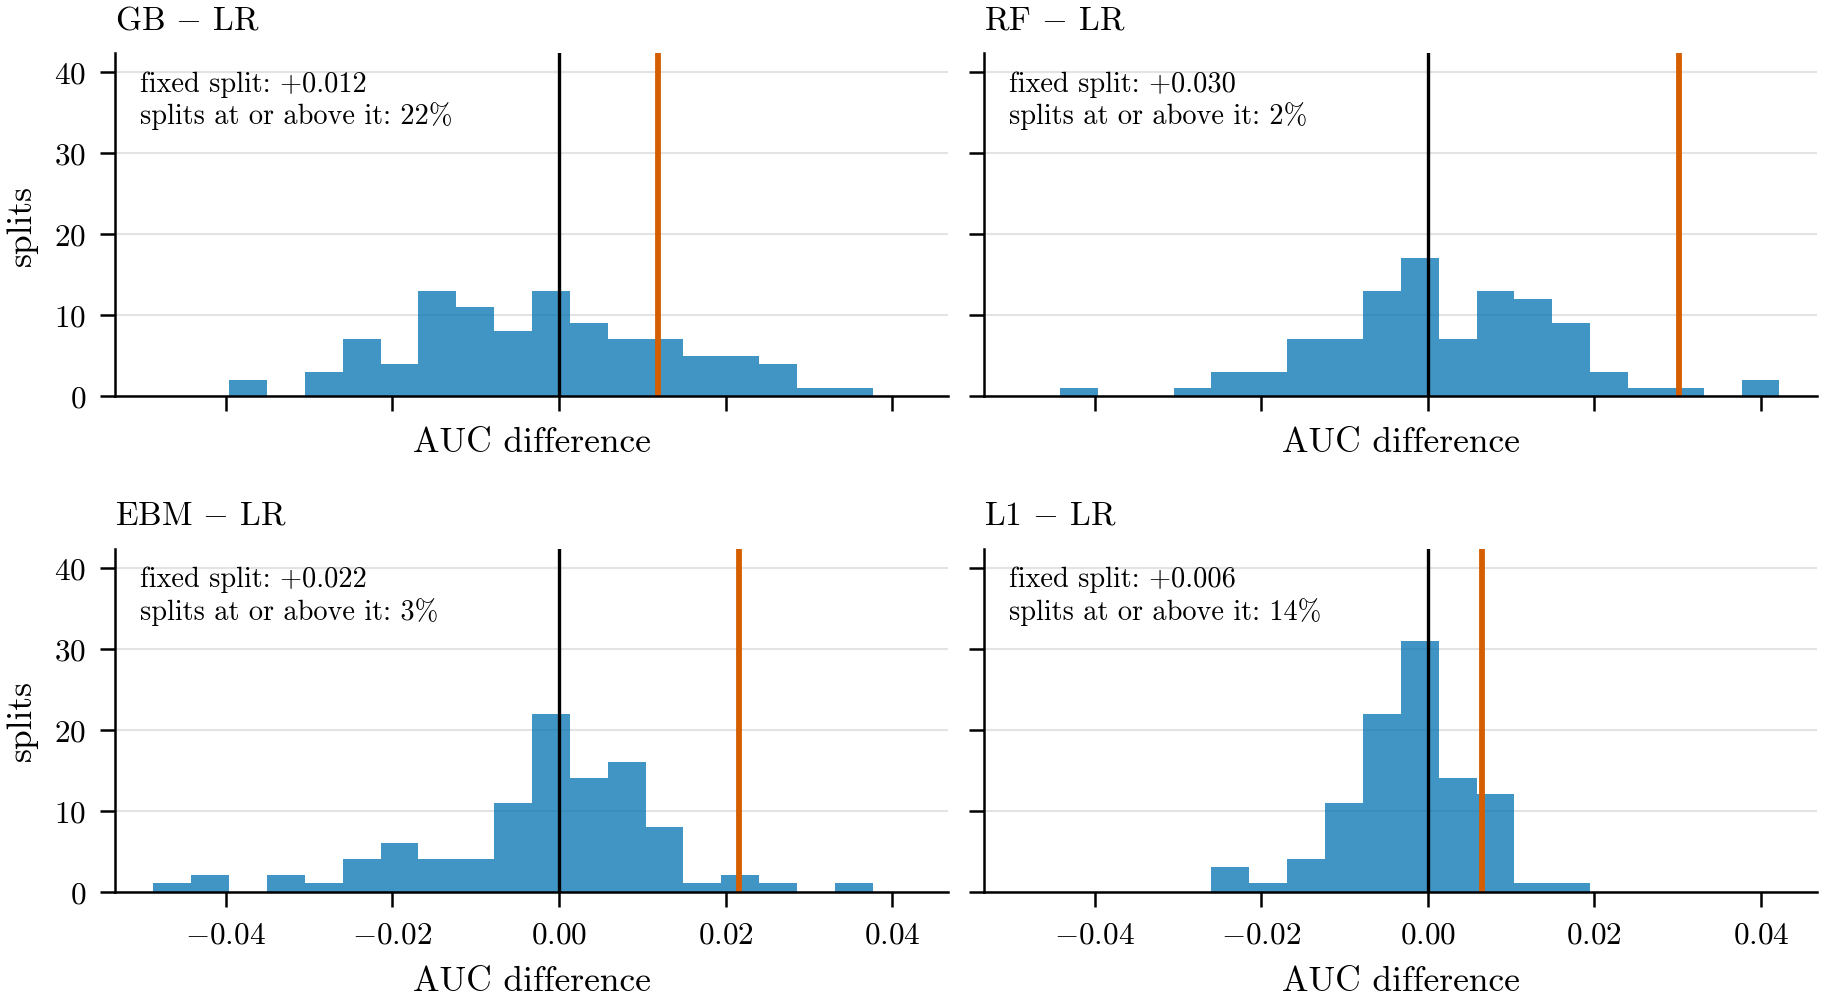 GB − LR
fixed split: +0.012
splits at or above it: 22%
40
30
20
10
0
splits
AUC difference
RF − LR
fixed split: +0.030
splits at or above it: 2%
AUC difference
EBM − LR
fixed split: +0.022
splits at or above it: 3%
40
30
20
10
0
splits
−0.04
−0.02
0.00
0.02
0.04
AUC difference
L1 − LR
fixed split: +0.006
splits at or above it: 14%
−0.04
−0.02
0.00
0.02
0.04
AUC difference